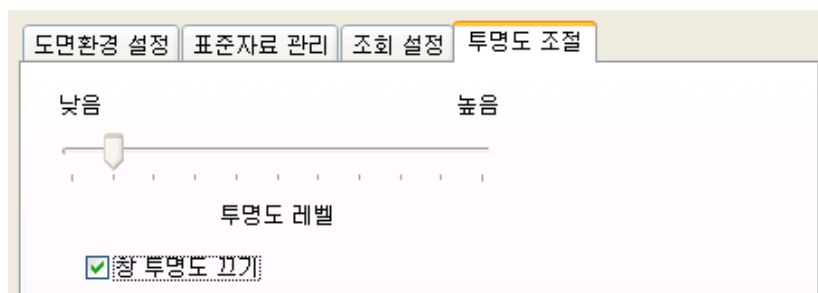 도면환경 설정 표준자료 관리 조회 설정 투명도 조절
낮음 높음
투명도 레벨
창 투명도 끄기